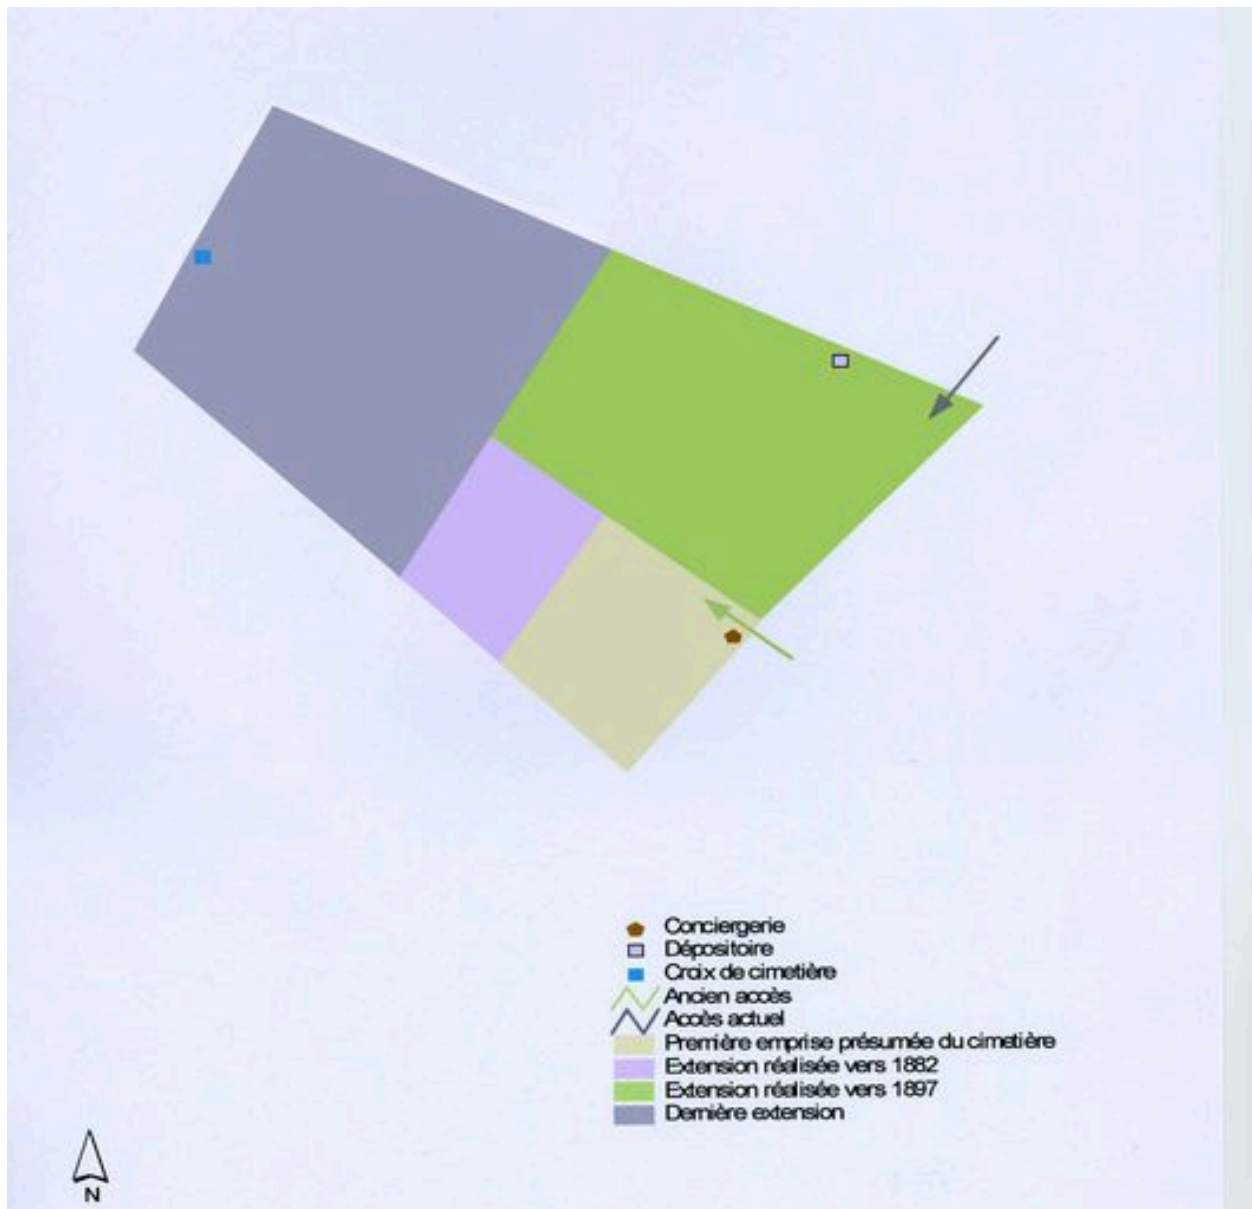 Conciergerie
Dépositoire
Croix de cimetière
Ancien accès
Accès actuel
Première emprise présumée du cimetière
Extension réalisée vers 1882
Extension réalisée vers 1897
Dernière extension
N